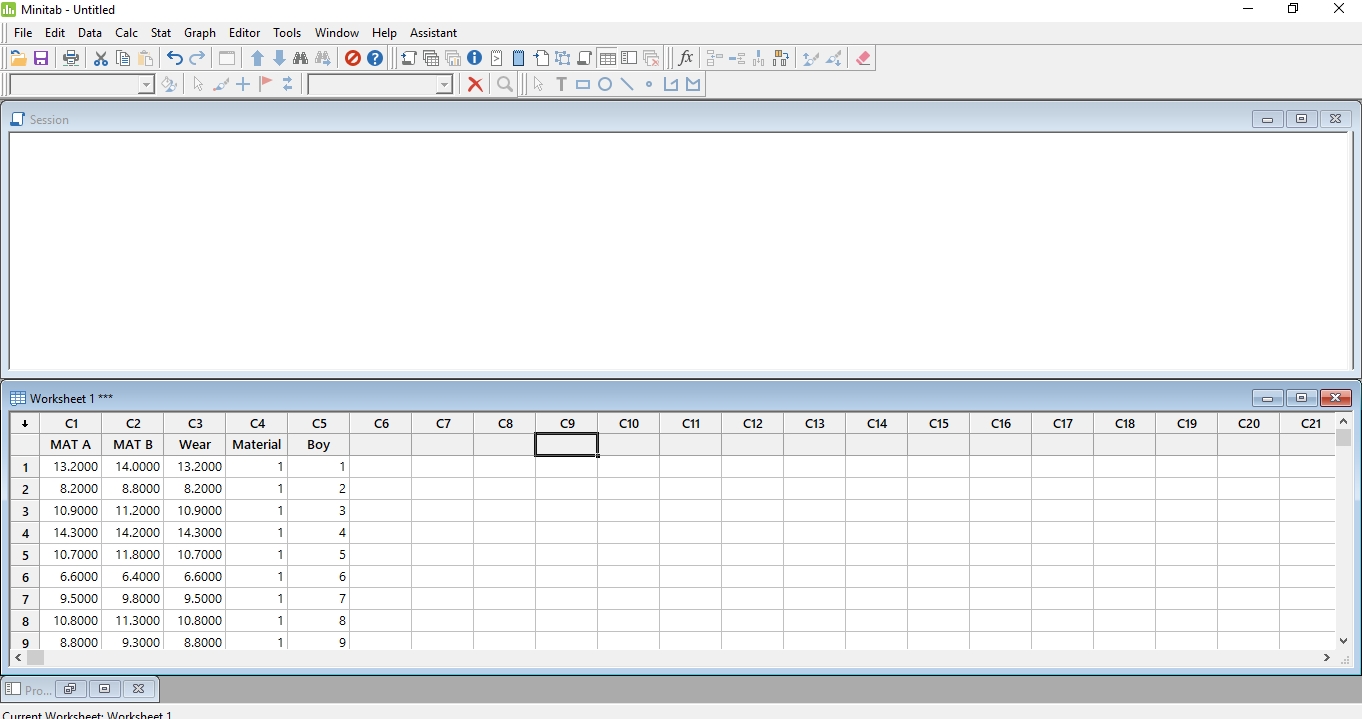 Minitab - Untitled
File Edit Data Calc Stat Graph Editor Tools Window Help Assistant
Session
Worksheet 1 ***
C1 C2 C3 C4 C5 C6 C7 C8 C9 C10 C11 C12 C13 C14 C15 C16 C17 C18 C19 C20 C21
MAT A MAT B Wear Material Boy
1 13.2000 14.0000 13.2000 1 1
2 8.2000 8.8000 8.2000 1 2
3 10.9000 11.2000 10.9000 1 3
4 14.3000 14.2000 14.3000 1 4
5 10.7000 11.8000 10.7000 1 5
6 6.6000 6.4000 6.6000 1 6
7 9.5000 9.8000 9.5000 1 7
8 10.8000 11.3000 10.8000 1 8
9 8.8000 9.3000 8.8000 1 9
Pro...
Current Worksheet: Worksheet 1